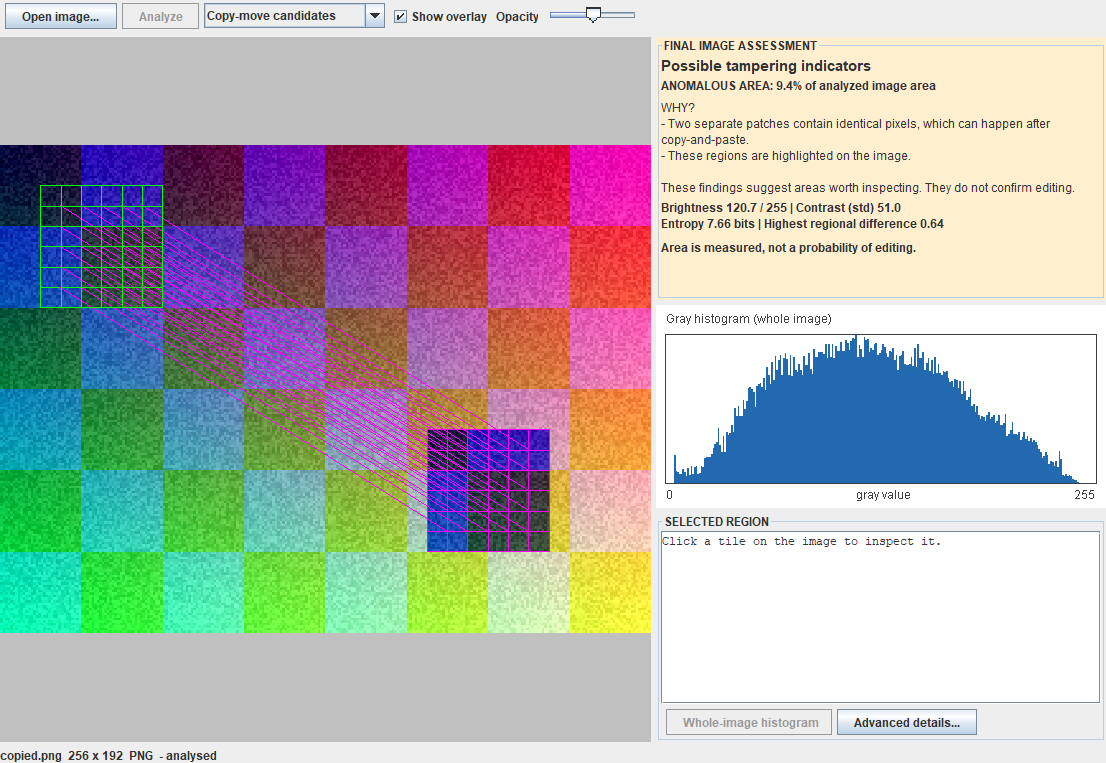 Open image...
Analyze
Copy-move candidates
Show overlay
Opacity
FINAL IMAGE ASSESSMENT
Possible tampering indicators
ANOMALOUS AREA: 9.4% of analyzed image area
WHY?
- Two separate patches contain identical pixels, which can happen after
copy-and-paste.
- These regions are highlighted on the image.
These findings suggest areas worth inspecting. They do not confirm editing.
Brightness 120.7 / 255 | Contrast (std) 51.0
Entropy 7.66 bits | Highest regional difference 0.64
Area is measured, not a probability of editing.
Gray histogram (whole image)
0
gray value
255
SELECTED REGION
Click a tile on the image to inspect it.
Whole-image histogram
Advanced details...
copied.png 256 x 192 PNG - analysed